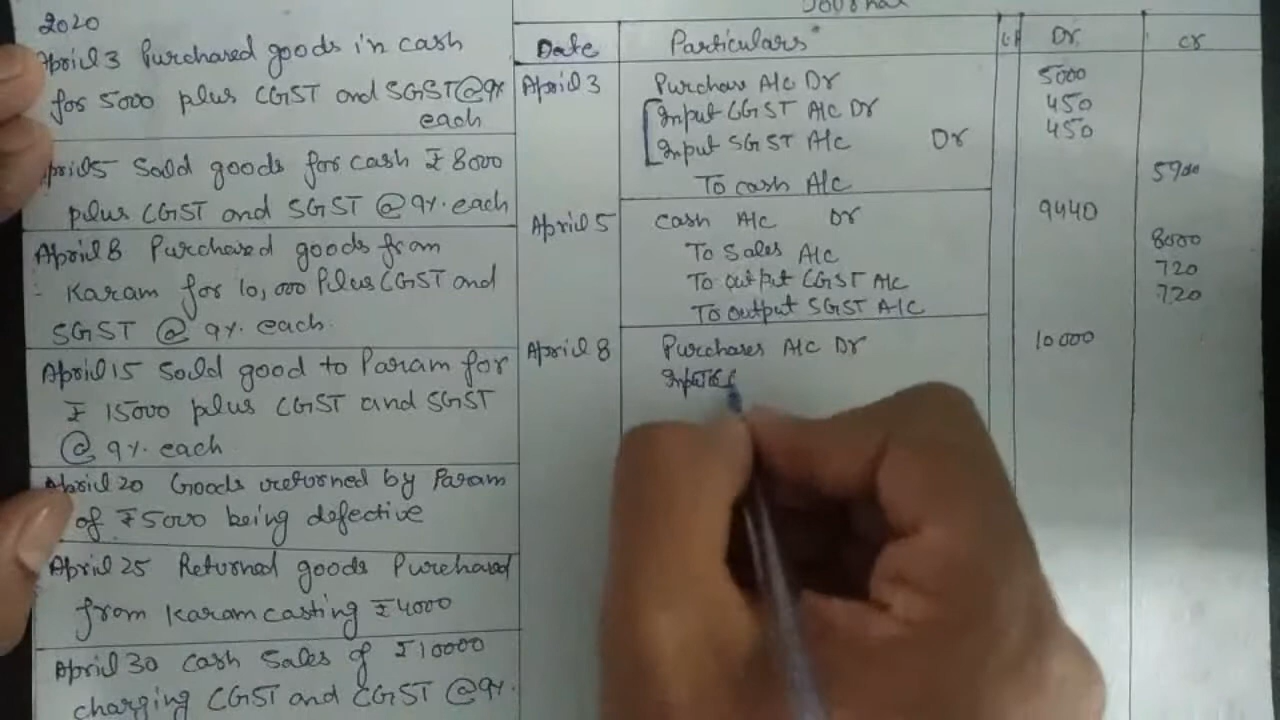 Journal
2020
April 3 Purchased goods in cash
for 5000 plus CGST and SGST @ 9%
each
April 5 Sold goods for cash ₹ 8000
plus CGST and SGST @ 9%. each
April 8 Purchased goods from
Karam for 10,000 Plus CGST and
SGST @ 9%. each.
April 15 Sold good to Param for
₹ 15000 plus CGST and SGST
@ 9%. each
April 20 Goods returned by Param
of ₹ 5000 being defective
April 25 Returned goods Purchased
from Karam casting ₹ 4000
April 30 Cash Sales of ₹ 10000
charging CGST and CGST @ 9%.
Date Particulars LF Dr. Cr
April 3 Purchase A/c Dr 5000
Input CGST A/C Dr 450
Input SGST A/c Dr 450
To cash A/c 5900
April 5 Cash A/c Dr 9440
To Sales A/c 8000
To output CGST A/c 720
To output SGST A/c 720
April 8 Purchases A/c Dr 10000